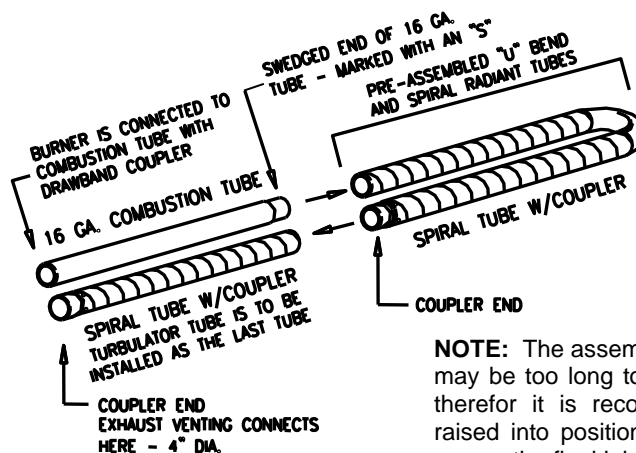 SWEDGED END OF 16 GA.
TUBE - MARKED WITH AN "S"
PRE-ASSEMBLED "U" BEND
AND SPIRAL RADIANT TUBES
BURNER IS CONNECTED TO
COMBUSTION TUBE WITH
DRAWBAND COUPLER
16 GA. COMBUSTION TUBE
SPIRAL TUBE W/COUPLER
COUPLER END
SPIRAL TUBE W/COUPLER
TURBULATOR TUBE IS TO BE
INSTALLED AS THE LAST TUBE
COUPLER END
EXHAUST VENTING CONNECTS
HERE - 4" DIA.
NOTE: The assem
may be too long to
therefor it is reco
raised into position